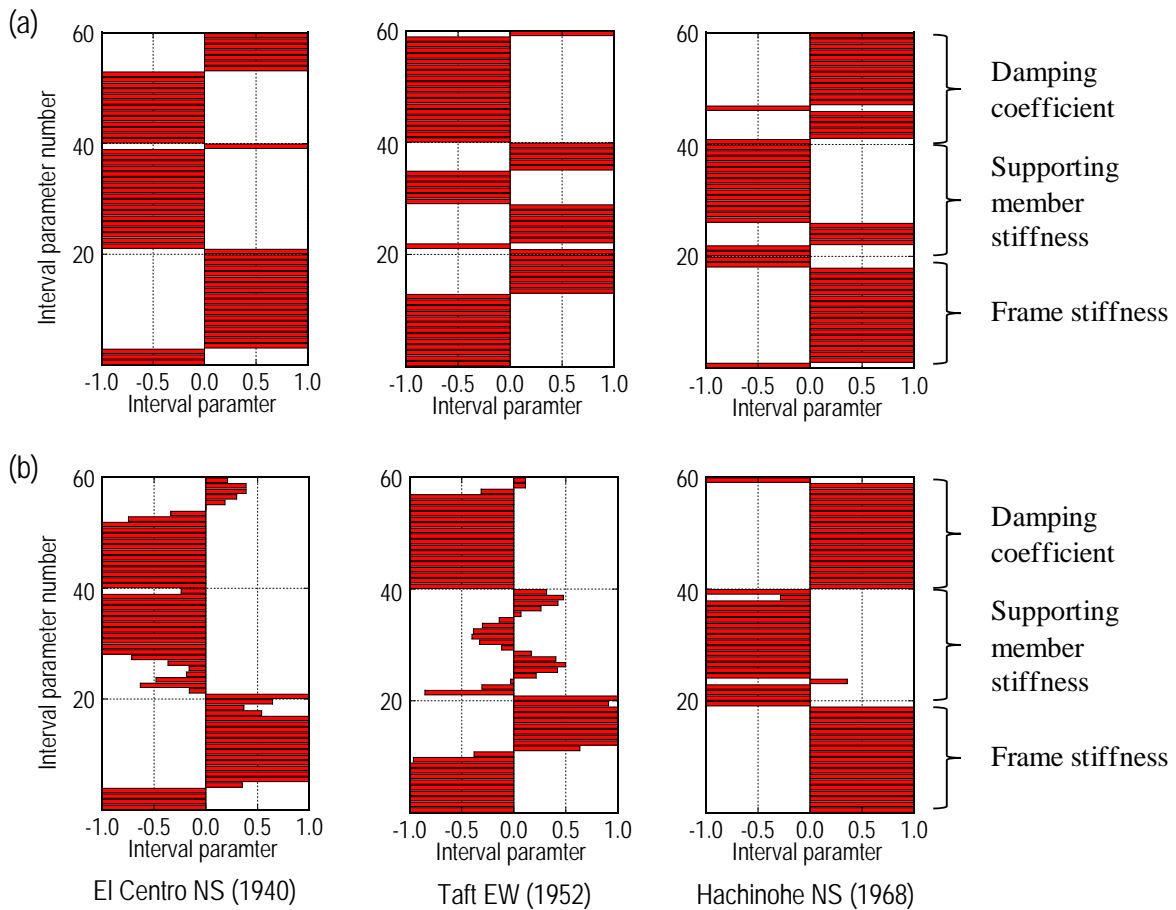 (a)
60
40
20
Interval parameter number
-1.0 -0.5 0.0 0.5 1.0
Interval paramter
60
40
20
-1.0 -0.5 0.0 0.5 1.0
Interval paramter
60
40
20
-1.0 -0.5 0.0 0.5 1.0
Interval paramter
Damping
coefficient
Supporting
member
stiffness
Frame stiffness
(b)
60
40
20
Interval parameter number
-1.0 -0.5 0.0 0.5 1.0
Interval paramter
El Centro NS (1940)
60
40
20
-1.0 -0.5 0.0 0.5 1.0
Interval paramter
Taft EW (1952)
60
40
20
-1.0 -0.5 0.0 0.5 1.0
Interval paramter
Hachinohe NS (1968)
Damping
coefficient
Supporting
member
stiffness
Frame stiffness